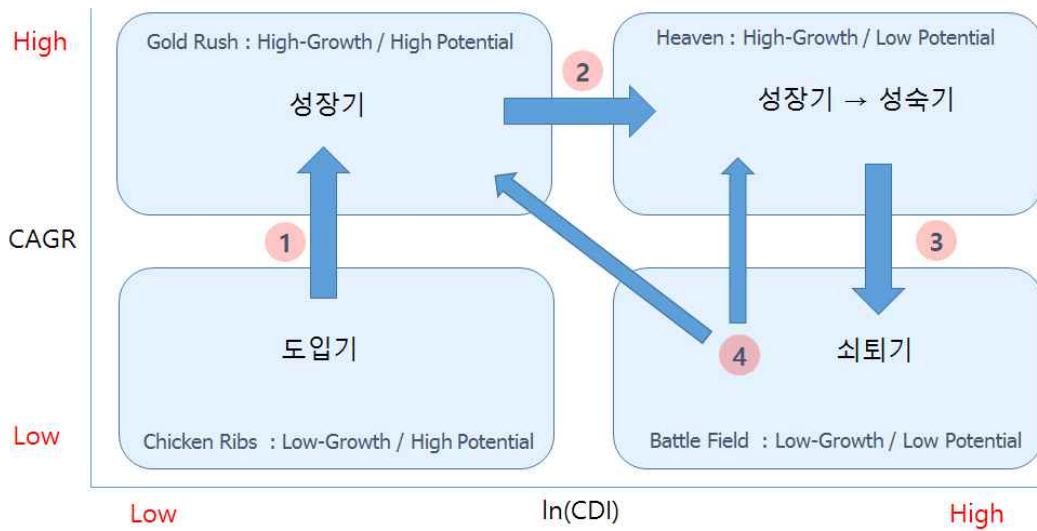 High
Gold Rush : High-Growth / High Potential
성장기
2
Heaven : High-Growth / Low Potential
성장기 → 성숙기
CAGR
1
3
도입기
4
쇠퇴기
Low
Chicken Ribs : Low-Growth / High Potential
Battle Field : Low-Growth / Low Potential
Low
ln(CDI)
High